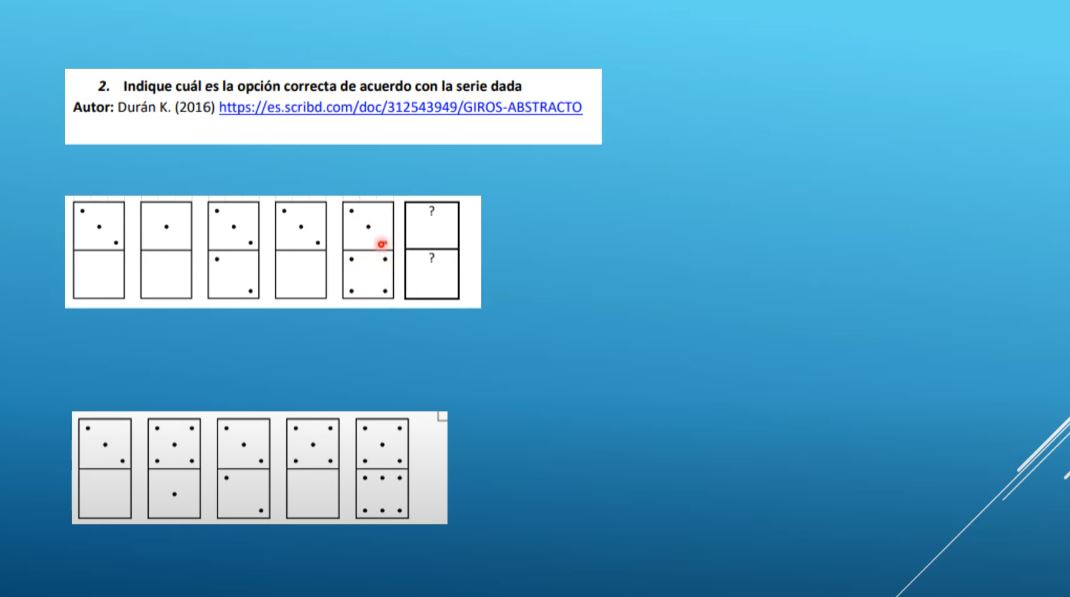 2. Indique cuál es la opción correcta de acuerdo con la serie dada
Autor: Durán K. (2016) https://es.scribd.com/doc/312543949/GIROS-ABSTRACTO
?
?